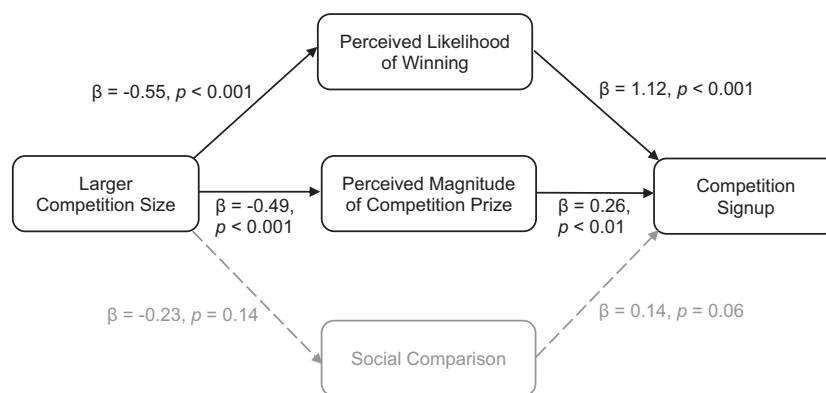 Perceived Likelihood
of Winning
β = -0.55, p < 0.001
β = 1.12, p < 0.001
Larger
Competition Size
Perceived Magnitude
of Competition Prize
Competition
Signup
β = -0.49,
p < 0.001
β = 0.26,
p < 0.01
β = -0.23, p = 0.14
β = 0.14, p = 0.06
Social Comparison